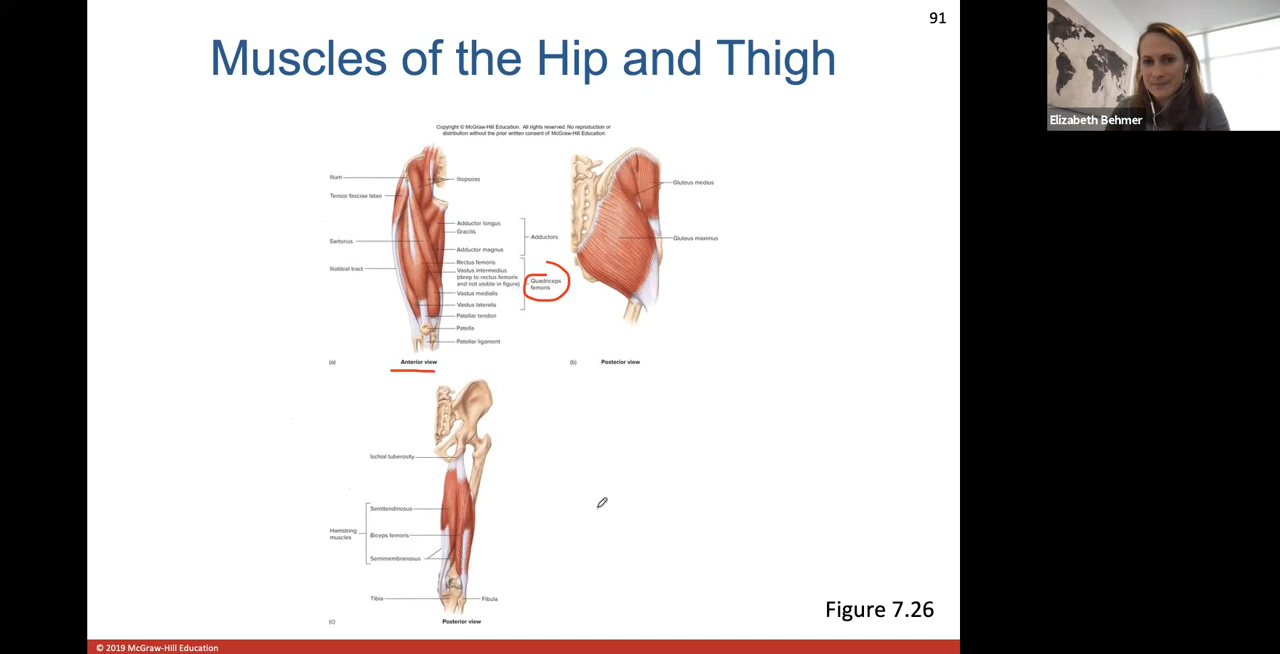 91
Muscles of the Hip and Thigh
Elizabeth Behmer
Copyright © McGraw-Hill Education. All rights reserved. No reproduction or
distribution without the prior written consent of McGraw-Hill Education.
Ilium
Tensor fasciae latae
Sartorius
Iliotibial tract
Iliopsoas
Adductor longus
Gracilis
Adductor magnus
Adductors
Rectus femoris
Vastus intermedius
(deep to rectus femoris
and not visible in figure)
Vastus medialis
Vastus lateralis
Quadriceps
femoris
Patellar tendon
Patella
Patellar ligament
(a)
Anterior view
Gluteus medius
Gluteus maximus
(b)
Posterior view
Ischial tuberosity
Hamstring
muscles
Semitendinosus
Biceps femoris
Semimembranosus
Tibia
Fibula
(c)
Posterior view
Figure 7.26
© 2019 McGraw-Hill Education